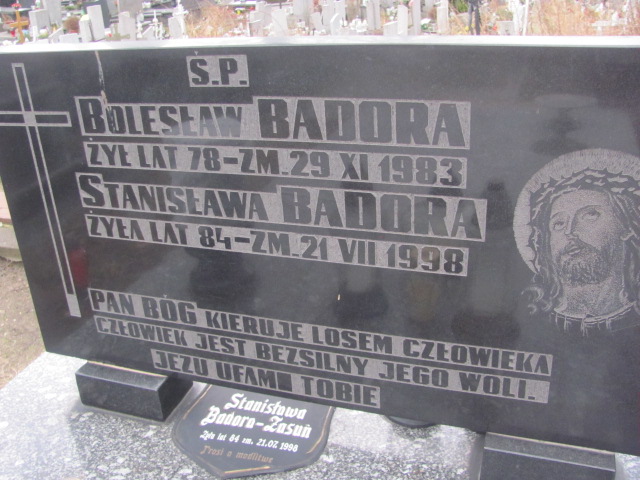 S.P.
BOLESŁAW BADORA
ŻYŁ LAT 78-ZM. 29 XI 1983
STANISŁAWA BADORA
ŻYŁA LAT 84-ZM. 21 VII 1998
PAN BÓG KIERUJE LOSEM CZŁOWIEKA
CZŁOWIEK JEST BEZSILNY JEGO WOLI.
JEZU UFAM TOBIE
Stanisława
Badora-Zasuń
Żyła lat 84 zm. 21.02 1998
Prosi o modlitwę